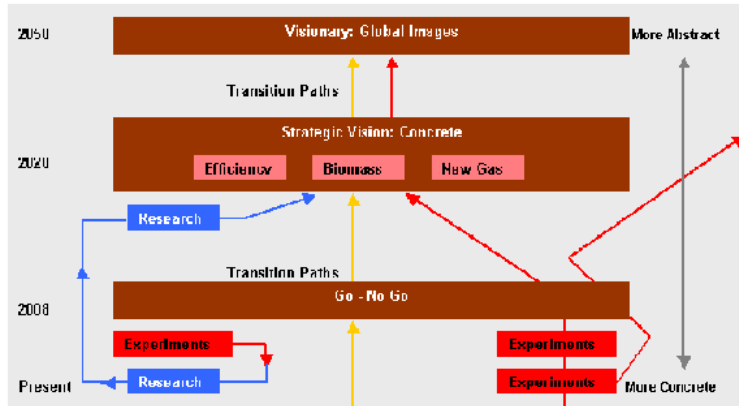 2050
Visionary: Global Images
More Abstract
Transition Paths
Strategic Vision: Concrete
2020
Efficiency
Biomass
New Gas
Research
Transition Paths
Go - No Go
2008
Experiments
Experiments
Present
Research
Experiments
More Concrete